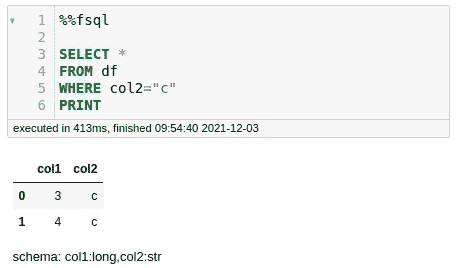 1 %%fsql
2
3 SELECT *
4 FROM df
5 WHERE col2="c"
6 PRINT
executed in 413ms, finished 09:54:40 2021-12-03
col1 col2
0 3 c
1 4 c
schema: col1:long,col2:str